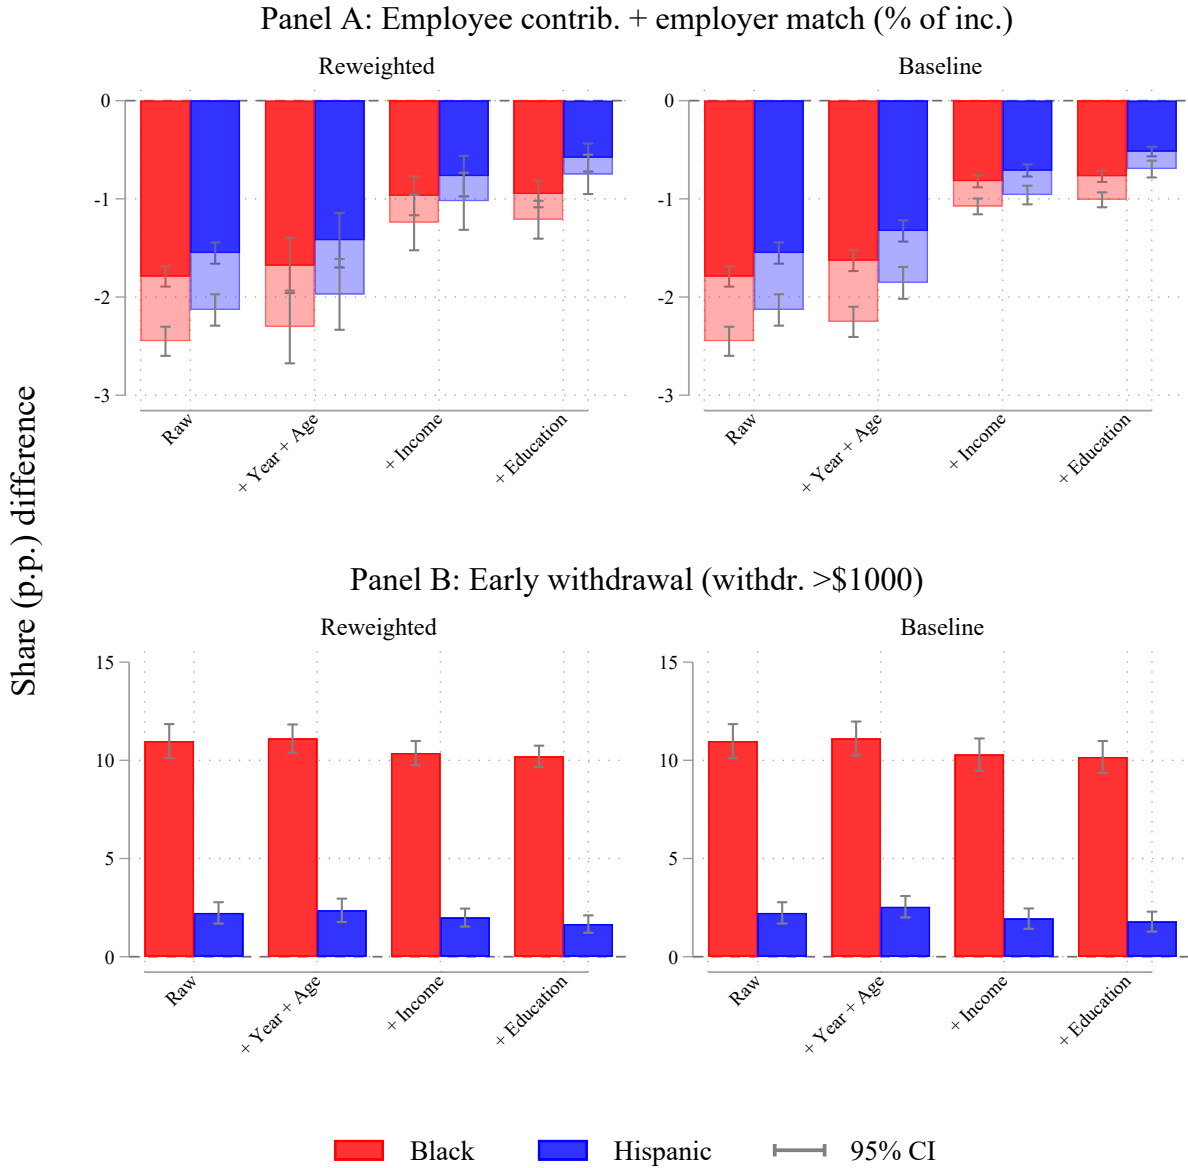 Panel A: Employee contrib. + employer match (% of inc.)
Reweighted
Baseline
0
-1
-2
-3
Raw
+ Year + Age
+ Income
+ Education
0
-1
-2
-3
Raw
+ Year + Age
+ Income
+ Education
Share (p.p.) difference
Panel B: Early withdrawal (withdr. >$1000)
Reweighted
Baseline
15
10
5
0
Raw
+ Year + Age
+ Income
+ Education
15
10
5
0
Raw
+ Year + Age
+ Income
+ Education
Black
Hispanic
95% CI